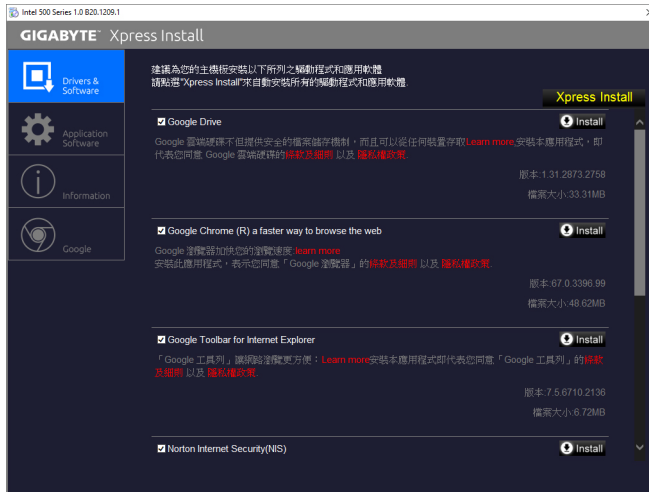 Intel 500 Series 1.0 B20.1209.1
GIGABYTE™ Xpress Install
Drivers &
Software
Application
Software
Information
Google
建議為您的主機板安裝以下所列之驅動程式和應用軟體
請點選"Xpress Install"來自動安裝所有的驅動程式和應用軟體.
Xpress Install
Google Drive
Install
Google 雲端硬碟不但提供安全的檔案儲存機制，而且可以從任何裝置存取Learn more,安裝本應用程式，即
代表您同意 Google 雲端硬碟的條款及細則 以及 隱私權政策.
版本:1.31.2873.2758
檔案大小:33.31MB
Google Chrome (R) a faster way to browse the web
Install
Google 瀏覽器加快您的瀏覽速度.learn more
安裝此應用程式，表示您同意「Google 瀏覽器」的條款及細則 以及 隱私權政策.
版本:67.0.3396.99
檔案大小:48.62MB
Google Toolbar for Internet Explorer
Install
「Google 工具列」讓網路瀏覽更方便：Learn more安裝本應用程式即代表您同意「Google 工具列」的條款
及細則 以及 隱私權政策.
版本:7.5.6710.2136
檔案大小:6.72MB
Norton Internet Security(NIS)
Install